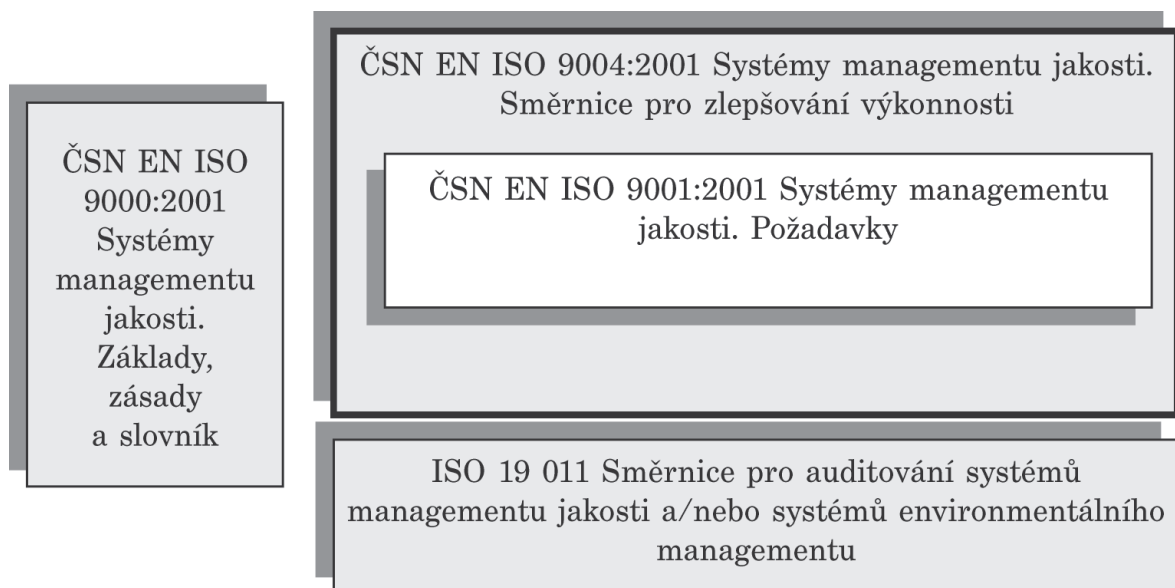 ČSN EN ISO
9000:2001
Systémy
managementu
jakosti.
Základy,
zásady
a slovník
ČSN EN ISO 9004:2001 Systémy managementu jakosti.
Směrnice pro zlepšování výkonnosti
ČSN EN ISO 9001:2001 Systémy managementu
jakosti. Požadavky
ISO 19 011 Směrnice pro auditování systémů
managementu jakosti a/nebo systémů environmentálního
managementu